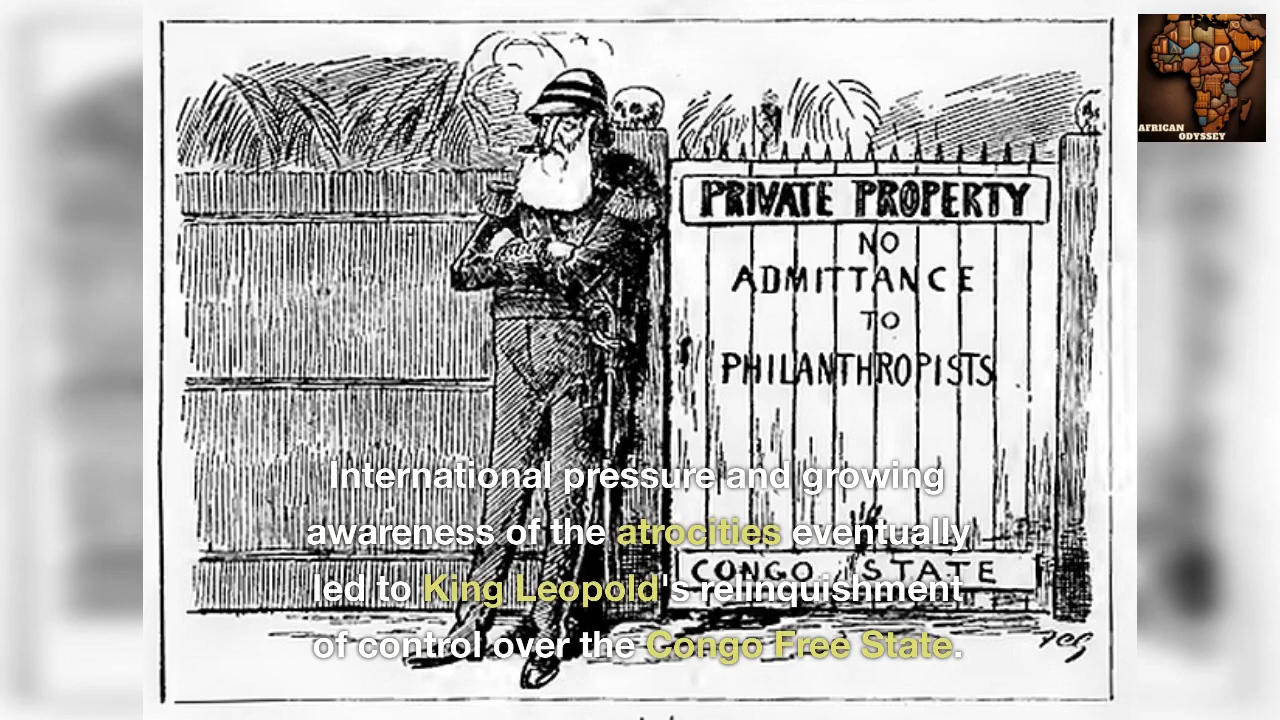 AFRICAN
ODYSSEY
PRIVATE PROPERTY
NO
ADMITTANCE
TO
PHILANTHROPISTS
CONGO STATE
International pressure and growing
awareness of the atrocities eventually
led to King Leopold's relinquishment
of control over the Congo Free State.